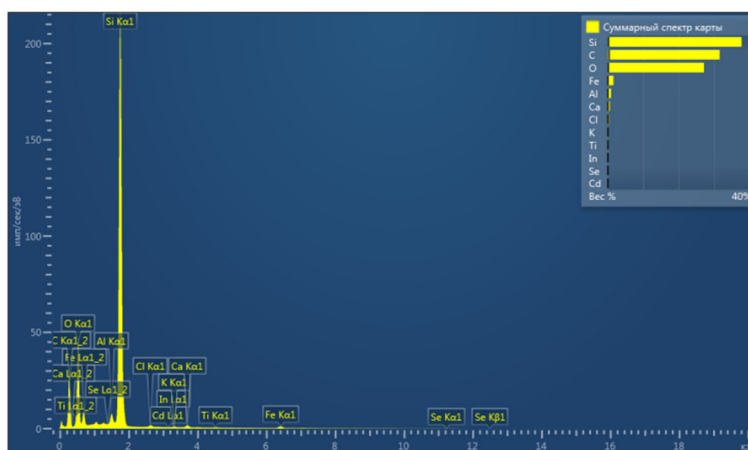 Si Kα1
200
150
100
50
0
имп/сек/эВ
O Kα1
C Kα1_2
Al Kα1
Fe Lα1_2
Ca Lα1_2
Se Lα1_2
Ti Lα1_2
Cl Kα1
Ca Kα1
K Kα1
In Lα1
Cd Lα1
Ti Kα1
Fe Kα1
Se Kα1
Se Kβ1
0 2 4 6 8 10 12 14 16 18
Суммарный спектр карты
Si
C
O
Fe
Al
Ca
Cl
K
Ti
In
Se
Cd
Вес % 40%